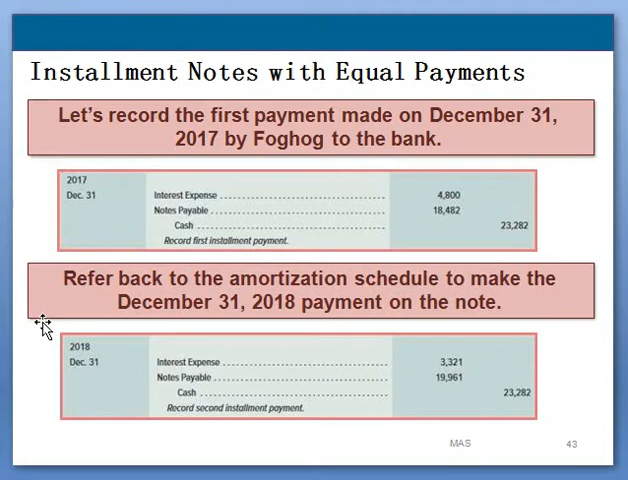 Installment Notes with Equal Payments
Let's record the first payment made on December 31,
2017 by Foghog to the bank.
2017
Dec. 31 Interest Expense ........................................ 4,800
Notes Payable ........................................ 18,482
Cash ........................................ 23,282
Record first installment payment.
Refer back to the amortization schedule to make the
December 31, 2018 payment on the note.
2018
Dec. 31 Interest Expense ........................................ 3,321
Notes Payable ........................................ 19,961
Cash ........................................ 23,282
Record second installment payment.
MAS 43